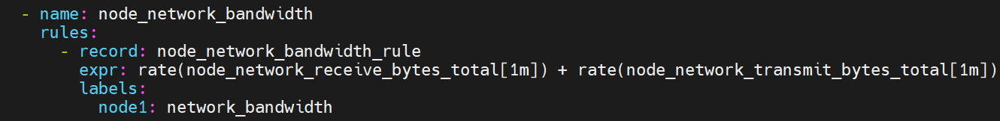 - name: node_network_bandwidth
rules:
- record: node_network_bandwidth_rule
expr: rate(node_network_receive_bytes_total[1m]) + rate(node_network_transmit_bytes_total[1m])
labels:
node1: network_bandwidth